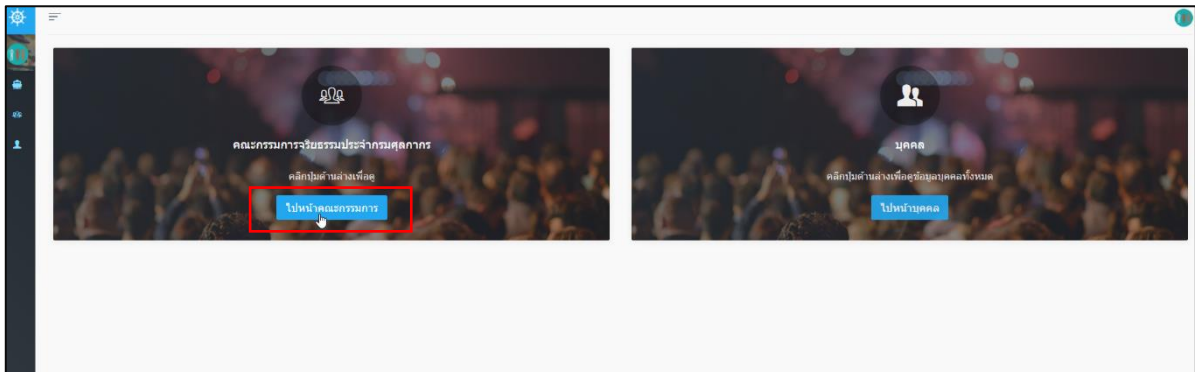 คณะกรรมการจริยธรรมประจำกรมศุลกากร
คลิกปุ่มด้านล่างเพื่อดู
ไปหน้าคณะกรรมการ
บุคคล
คลิกปุ่มด้านล่างเพื่อดูข้อมูลบุคคลทั้งหมด
ไปหน้าบุคคล